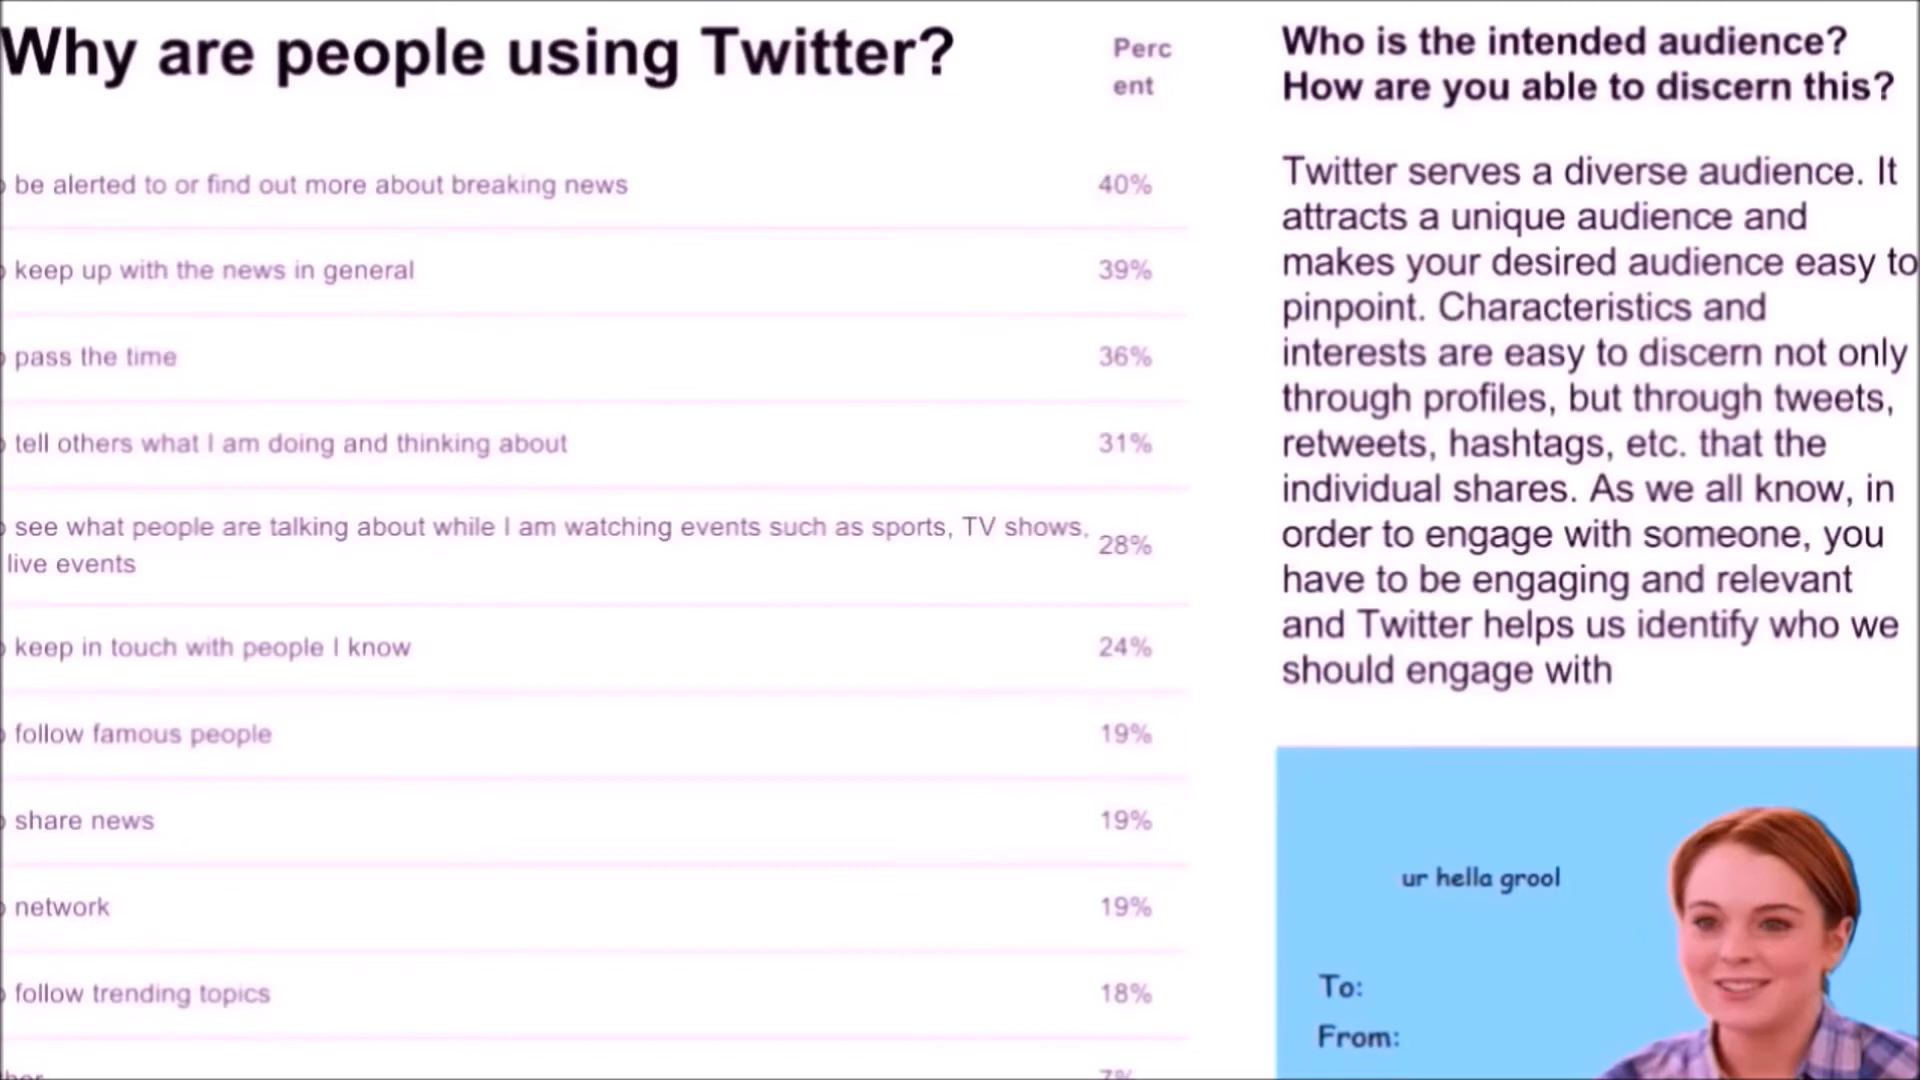 Why are people using Twitter?
Perc
ent
be alerted to or find out more about breaking news 40%
keep up with the news in general 39%
pass the time 36%
tell others what I am doing and thinking about 31%
see what people are talking about while I am watching events such as sports, TV shows, 28%
live events
keep in touch with people I know 24%
follow famous people 19%
share news 19%
network 19%
follow trending topics 18%
7%
Who is the intended audience?
How are you able to discern this?
Twitter serves a diverse audience. It
attracts a unique audience and
makes your desired audience easy to
pinpoint. Characteristics and
interests are easy to discern not only
through profiles, but through tweets,
retweets, hashtags, etc. that the
individual shares. As we all know, in
order to engage with someone, you
have to be engaging and relevant
and Twitter helps us identify who we
should engage with
ur hella grool
To:
From: